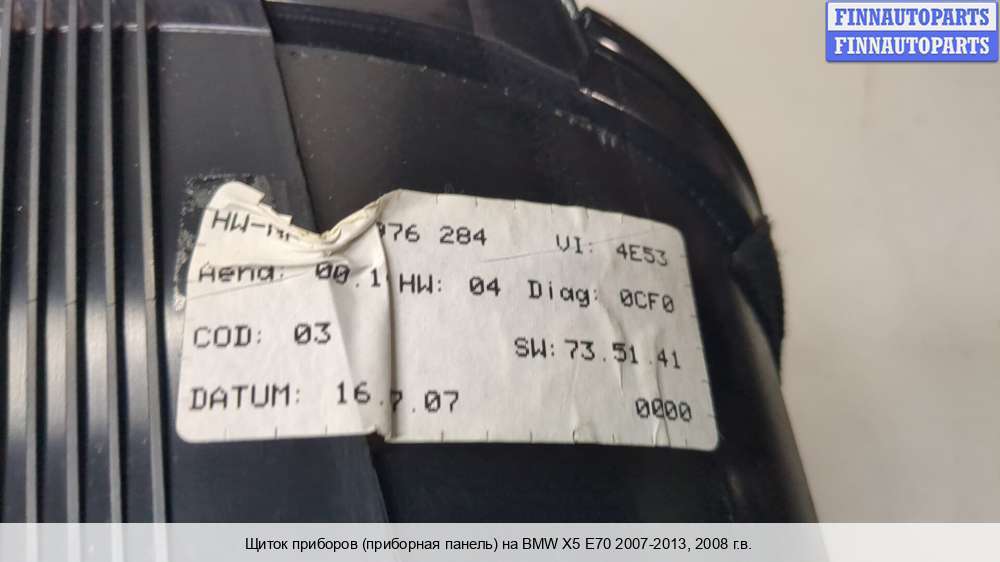 FINNAUTOPARTS
FINNAUTOPARTS
976 284 VI: 4E53
Aend: 00.1 HW: 04 Diag: 0CF0
COD: 03 SW: 73.51.41
DATUM: 16.7.07 0000
Щиток приборов (приборная панель) на BMW X5 E70 2007-2013, 2008 г.в.